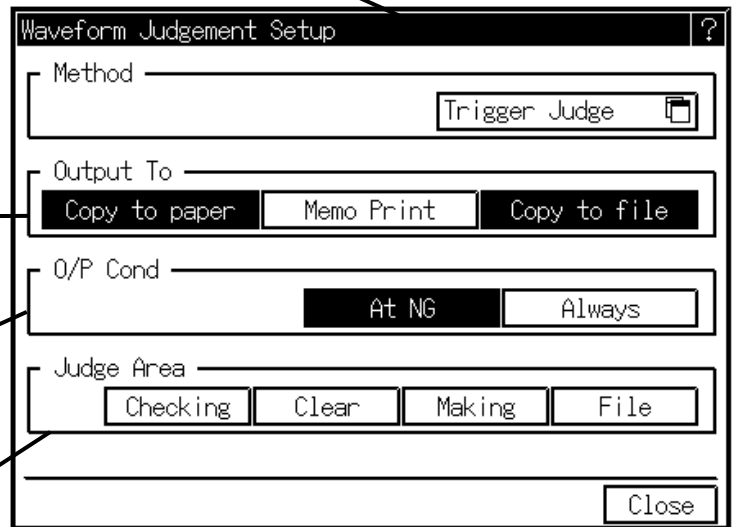 Waveform Judgement Setup ?
Method
Trigger Judge
Output To
Copy to paper Memo Print Copy to file
O/P Cond
At NG Always
Judge Area
Checking Clear Making File
Close